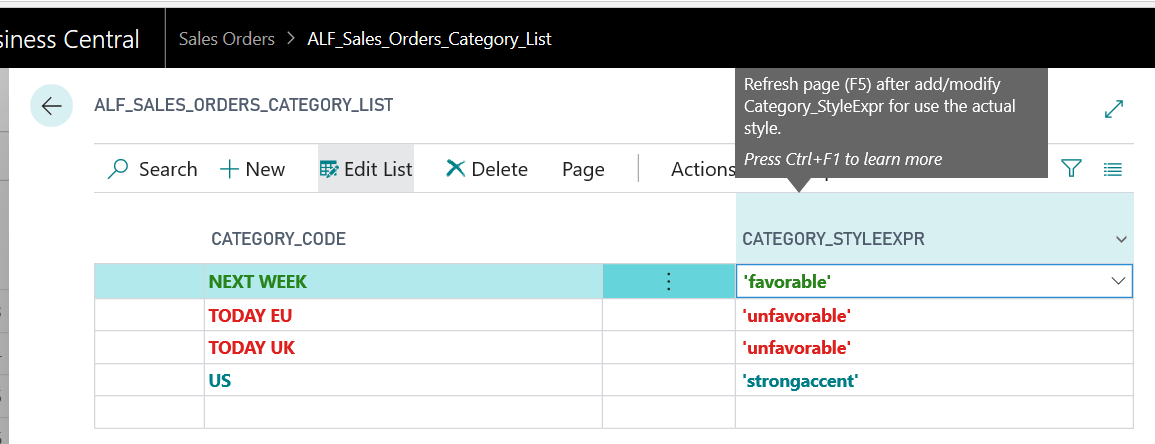 siness Central Sales Orders > ALF_Sales_Orders_Category_List
ALF_SALES_ORDERS_CATEGORY_LIST
Refresh page (F5) after add/modify
Category_StyleExpr for use the actual
style.
Press Ctrl+F1 to learn more
Search New Edit List Delete Page Actions
CATEGORY_CODE CATEGORY_STYLEEXPR
NEXT WEEK 'favorable'
TODAY EU 'unfavorable'
TODAY UK 'unfavorable'
US 'strongaccent'